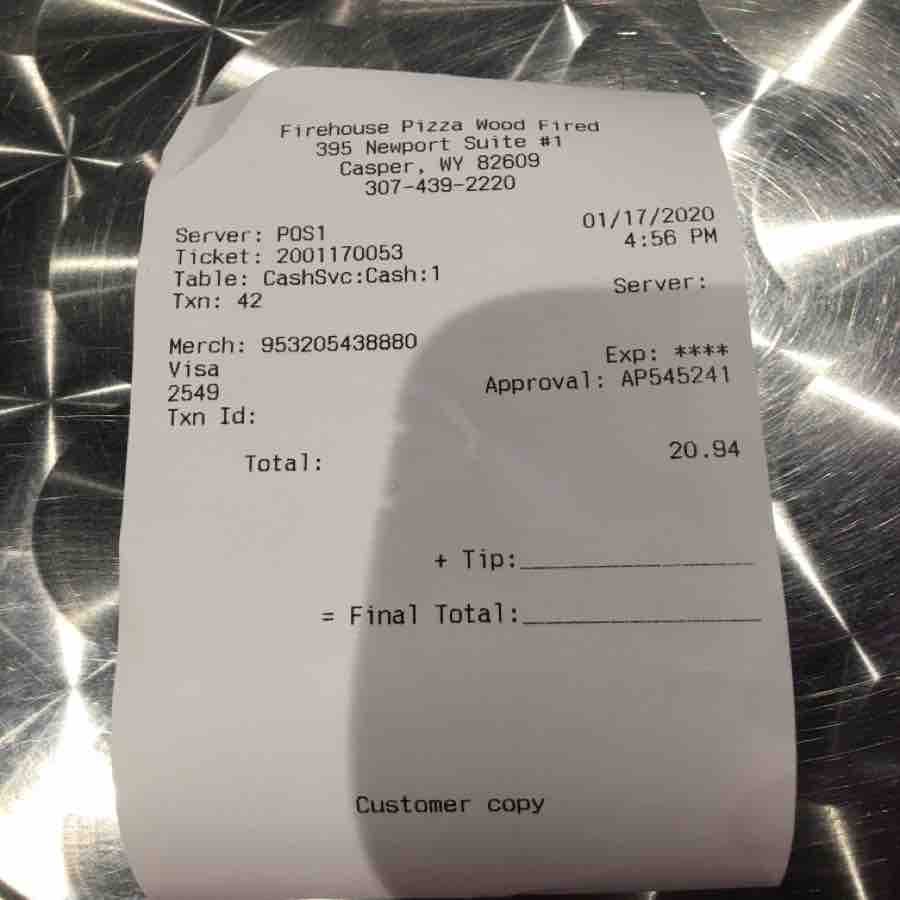 Firehouse Pizza Wood Fired
395 Newport Suite #1
Casper, WY 82609
307-439-2220
Server: POS1 01/17/2020
Ticket: 2001170053 4:56 PM
Table: CashSvc:Cash:1
Txn: 42 Server:
Merch: 953205438880
Visa Exp: ****
2549 Approval: AP545241
Txn Id:
Total: 20.94
+ Tip:
= Final Total:
Customer copy